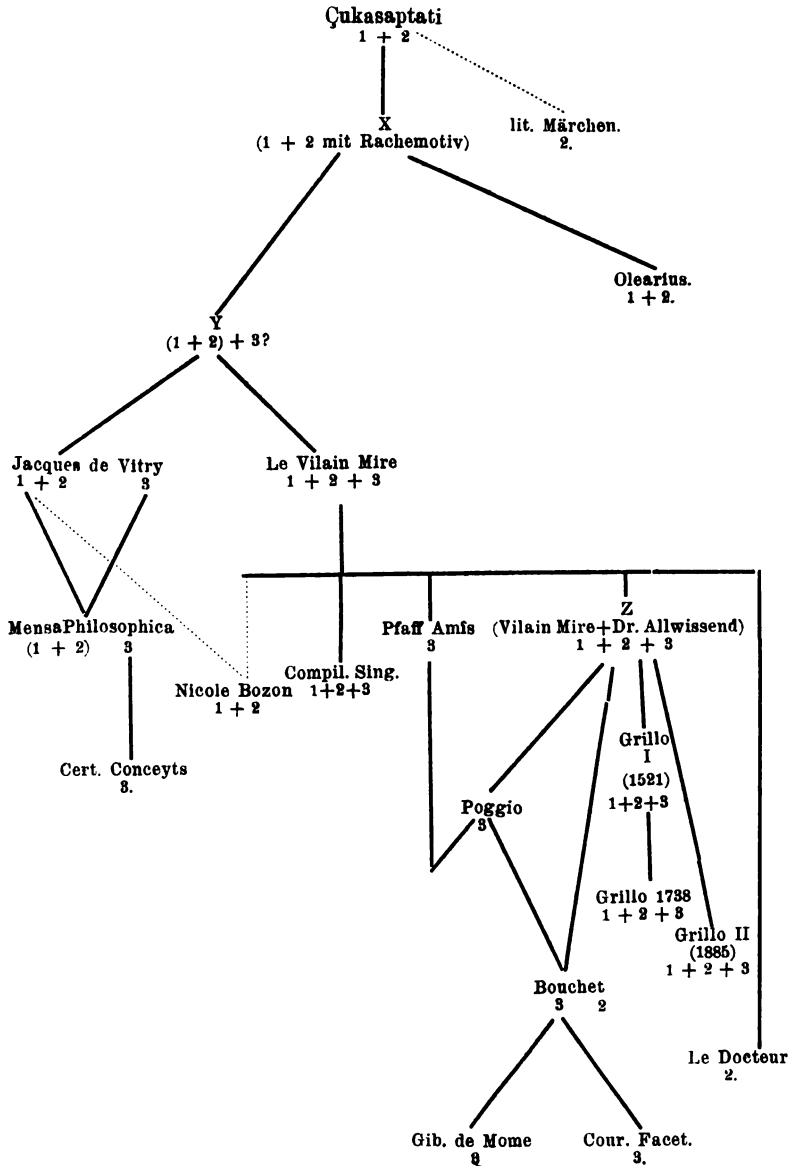 Çukasaptati
1 + 2
lit. Märchen.
2.
X
(1 + 2 mit Rachemotiv)
Olearius.
1 + 2.
Y
(1 + 2) + 3?
Jacques de Vitry
1 + 2 3
Le Vilain Mire
1 + 2 + 3
MensaPhilosophica
(1 + 2) 3
Pfaff Amîs
3
Z
(Vilain Mire+Dr. Allwissend)
1 + 2 + 3
Nicole Bozon
1 + 2
Compil. Sing.
1+2+3
Cert. Conceyts
3.
Grillo
I
(1521)
1+2+3
Poggio
3
Grillo 1738
1 + 2 + 3
Grillo II
(1885)
1 + 2 + 3
Bouchet
3 2
Le Docteur
2.
Gib. de Mome
3
Cour. Facet.
3.